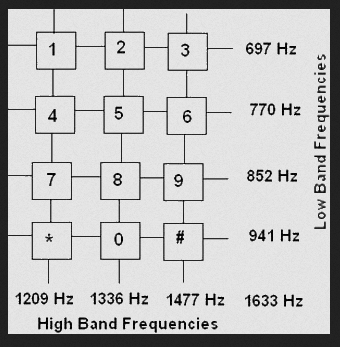 1 2 3 697 Hz
4 5 6 770 Hz
7 8 9 852 Hz
* 0 # 941 Hz
Low Band Frequencies
1209 Hz 1336 Hz 1477 Hz 1633 Hz
High Band Frequencies